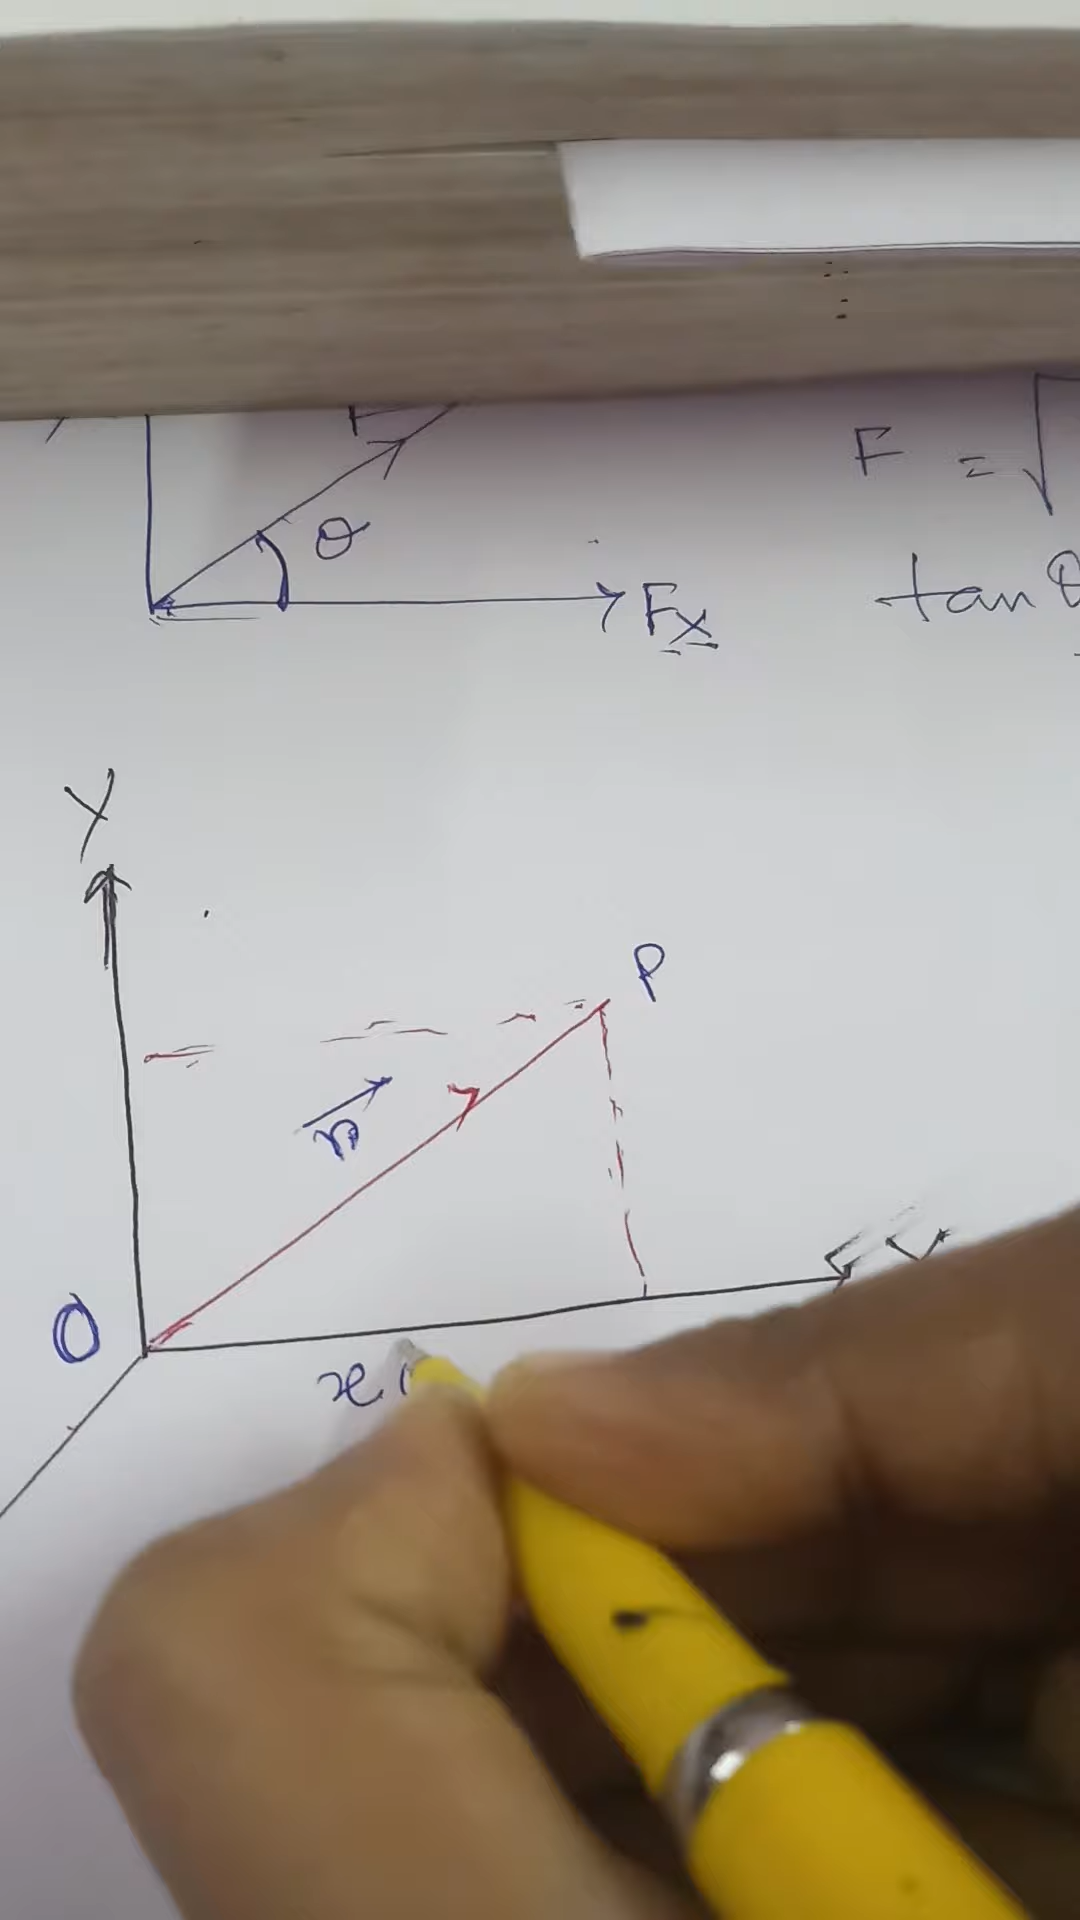 F = √
θ
tan θ
Fx
Y
P
O
x